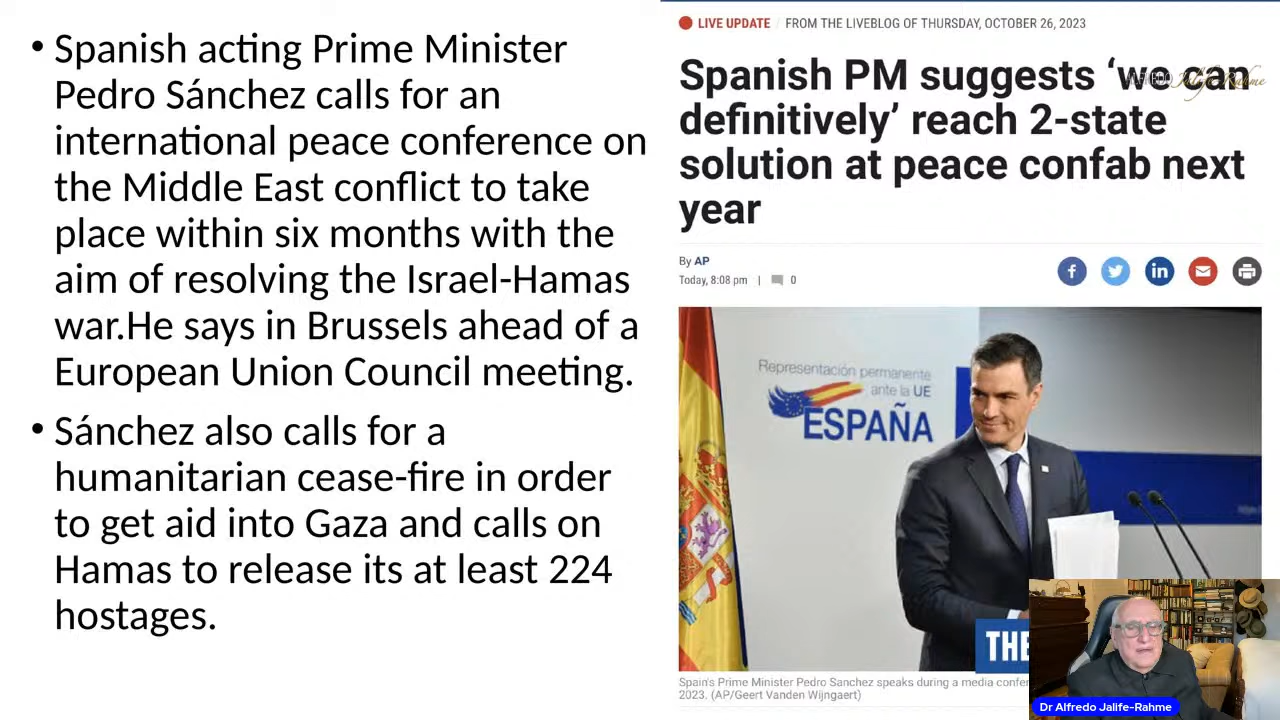 • Spanish acting Prime Minister
Pedro Sánchez calls for an
international peace conference on
the Middle East conflict to take
place within six months with the
aim of resolving the Israel-Hamas
war.He says in Brussels ahead of a
European Union Council meeting.
• Sánchez also calls for a
humanitarian cease-fire in order
to get aid into Gaza and calls on
Hamas to release its at least 224
hostages.
LIVE UPDATE / FROM THE LIVEBLOG OF THURSDAY, OCTOBER 26, 2023
Spanish PM suggests ‘we can
definitively’ reach 2-state
solution at peace confab next
year
ALFREDO Jalife-Rahme
By AP
Today, 8:08 pm | 0
Representación permanente
ante la UE
ESPAÑA
THE
Spain's Prime Minister Pedro Sanchez speaks during a media confer
2023. (AP/Geert Vanden Wijngaert)
Dr Alfredo Jalife-Rahme